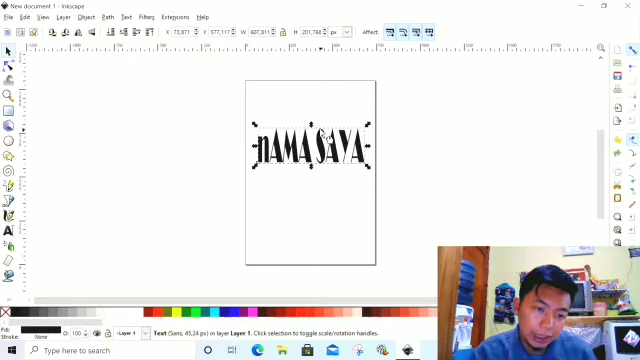 New document 1 - Inkscape
File Edit View Layer Object Path Text Filters Extensions Help
X: 73,871 Y: 577,117 W: 607,811 H: 201,768 px Affect:
nAMA SAYA
Fill:
Stroke:
O: 100
Layer 1
Text (Sans, 45,24 px) in layer Layer 1. Click selection to toggle scale/rotation handles.
Type here to search